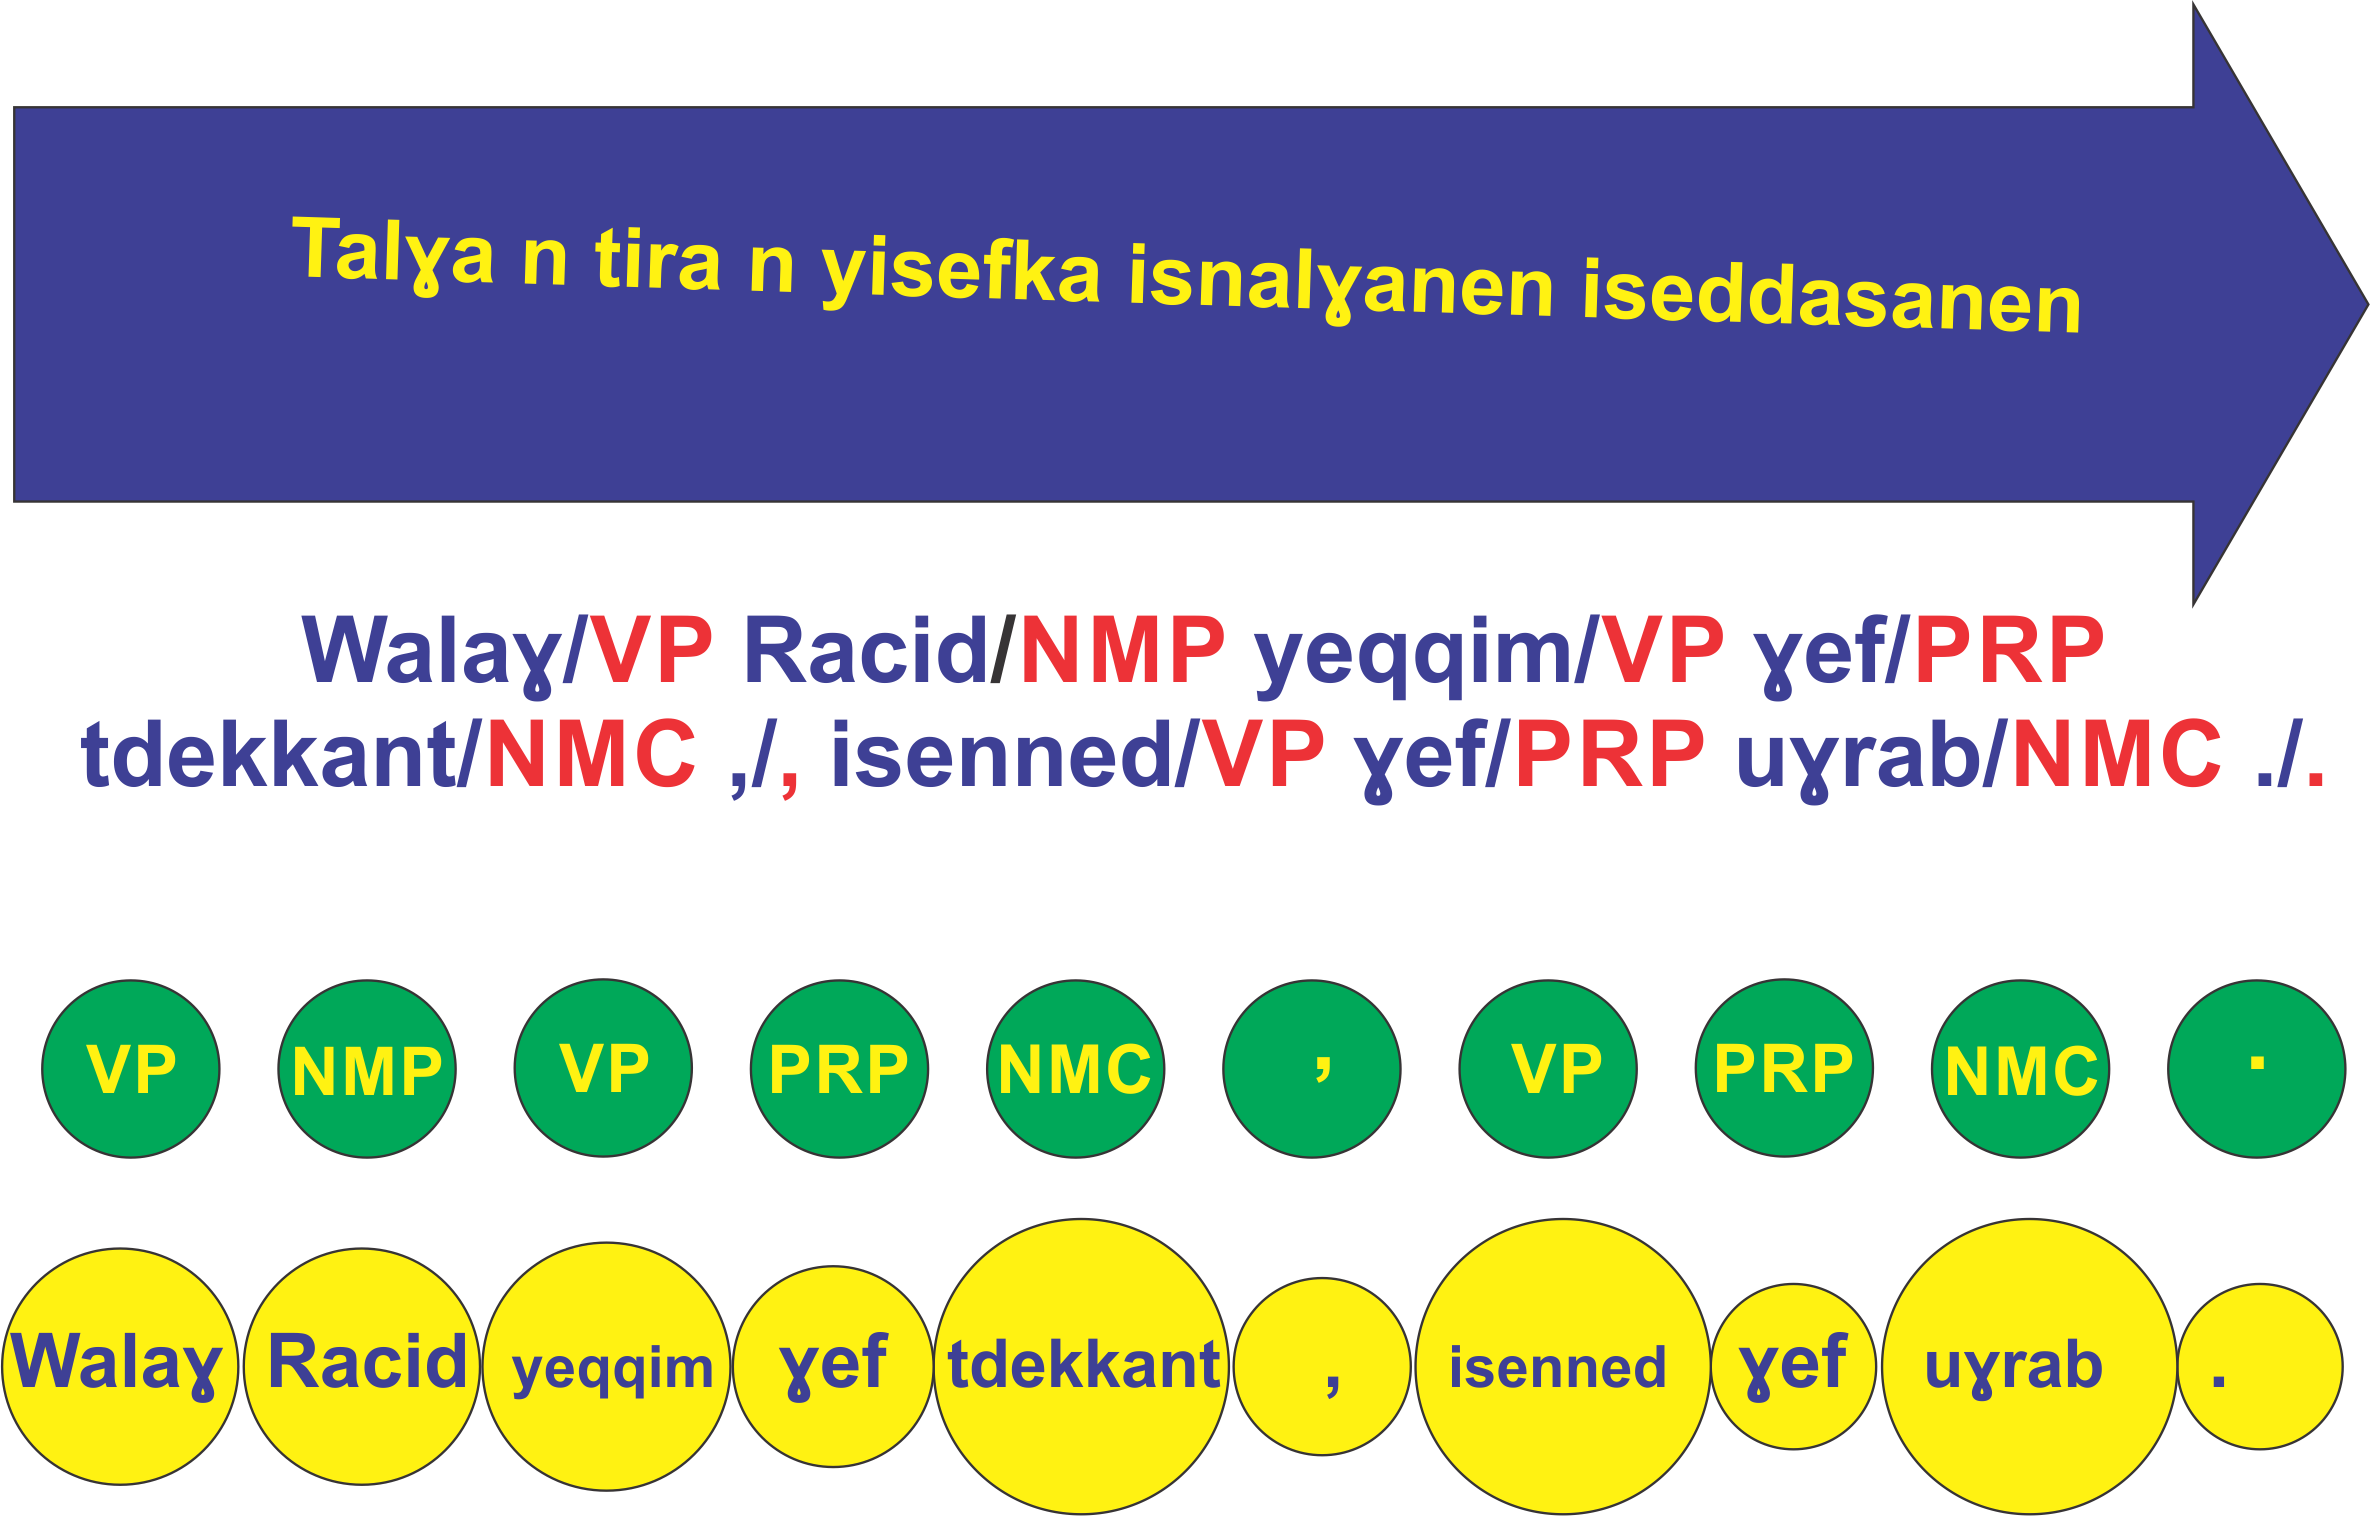 Talɣa n tira n yisefka isnalɣanen iseddasanen
Walaɣ/VP Racid/NMP yeqqim/VP ɣef/PRP
tdekkant/NMC ,/, isenned/VP ɣef/PRP uɣrab/NMC ./.
VP NMP VP PRP NMC , VP PRP NMC .
Walaɣ Racid yeqqim ɣef tdekkant , isenned ɣef uɣrab .